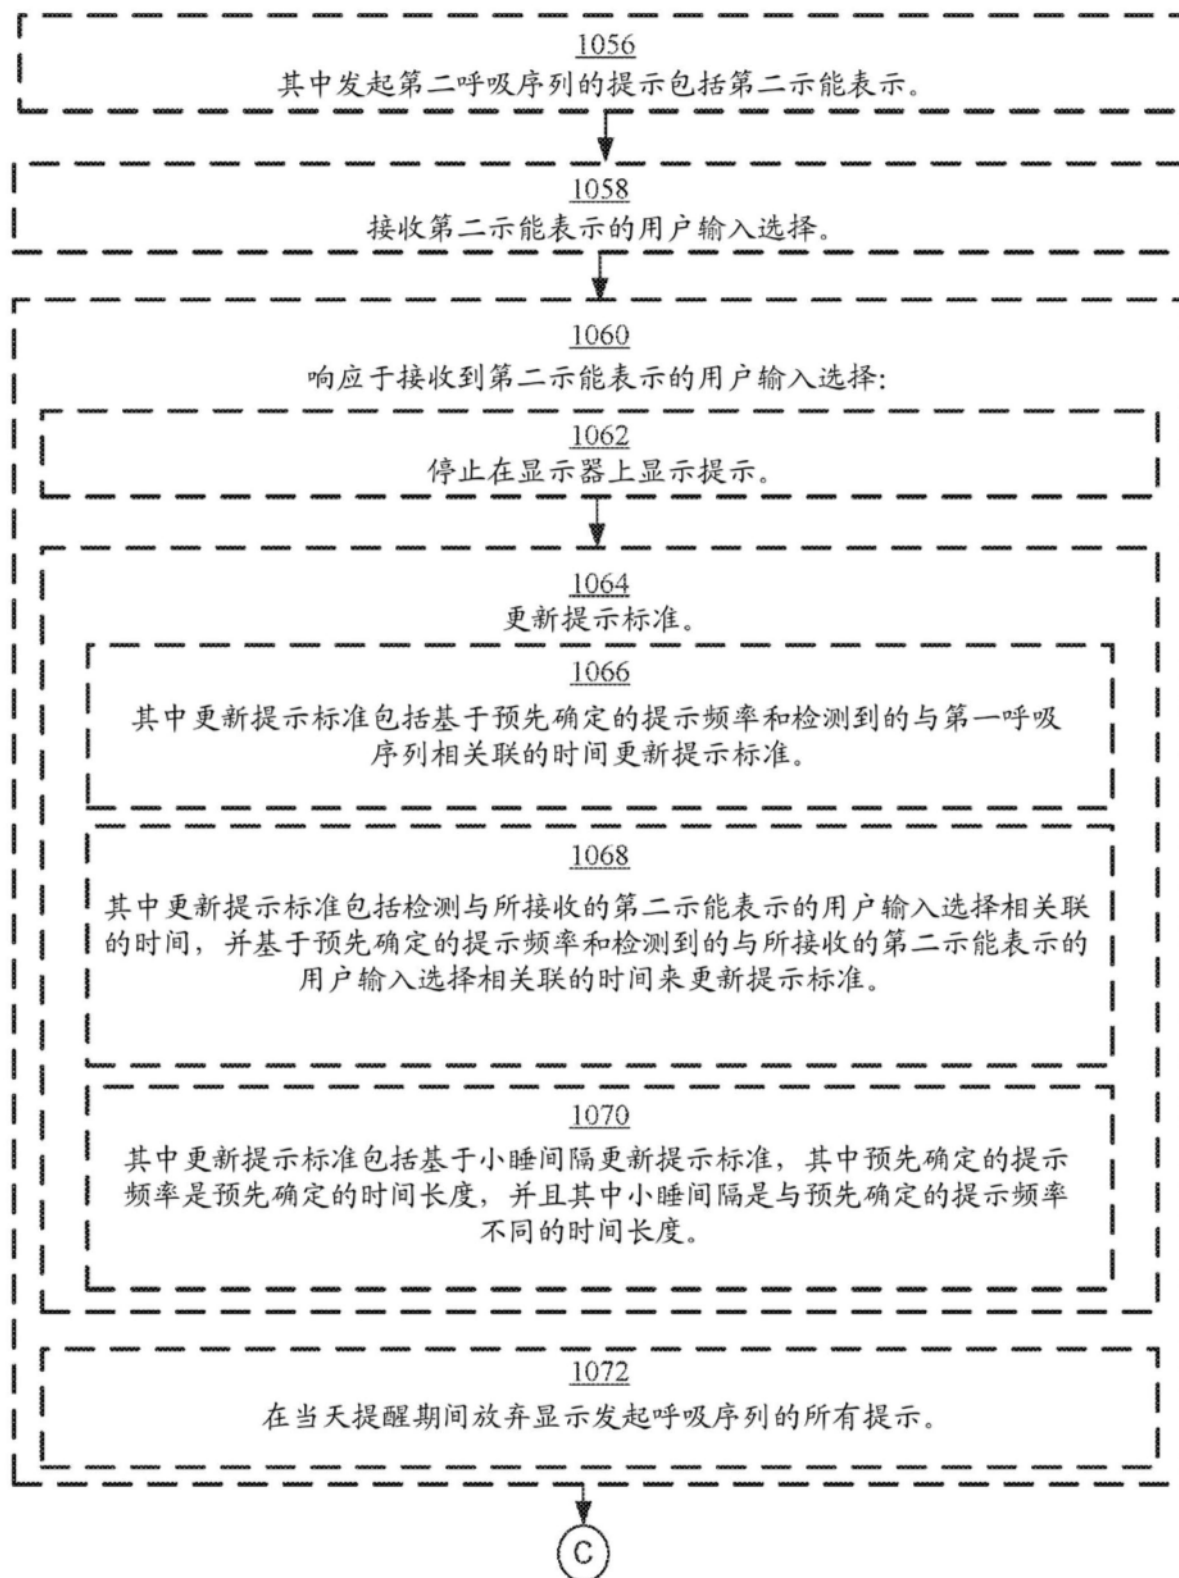 1056
其中发起第二呼吸序列的提示包括第二示能表示。
1058
接收第二示能表示的用户输入选择。
1060
响应于接收到第二示能表示的用户输入选择：
1062
停止在显示器上显示提示。
1064
更新提示标准。
1066
其中更新提示标准包括基于预先确定的提示频率和检测到的与第一呼吸
序列相关联的时间更新提示标准。
1068
其中更新提示标准包括检测与所接收的第二示能表示的用户输入选择相关联
的时间，并基于预先确定的提示频率和检测到的与所接收的第二示能表示的
用户输入选择相关联的时间来更新提示标准。
1070
其中更新提示标准包括基于小睡间隔更新提示标准，其中预先确定的提示
频率是预先确定的时间长度，并且其中小睡间隔是与预先确定的提示频率
不同的时间长度。
1072
在当天提醒期间放弃显示发起呼吸序列的所有提示。
C